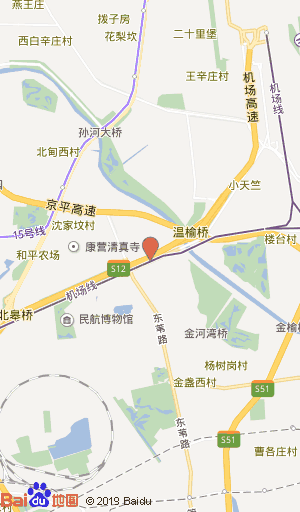 燕王庄
拨子房
花梨坎
二十里堡
西白辛庄村
王辛庄村
机场线
机场高速
孙河大桥
北甸西村
小天竺
京平高速
15号线
沈家坟村
温榆桥
楼台村
康营清真寺
和平农场
S12
机场线
北皋桥
民航博物馆
东苇路
金河湾桥
金榆桥
杨树岗村
金盏西村
S51
东苇路
S51
曹各庄村
Baidu地图
© 2019 Baidu